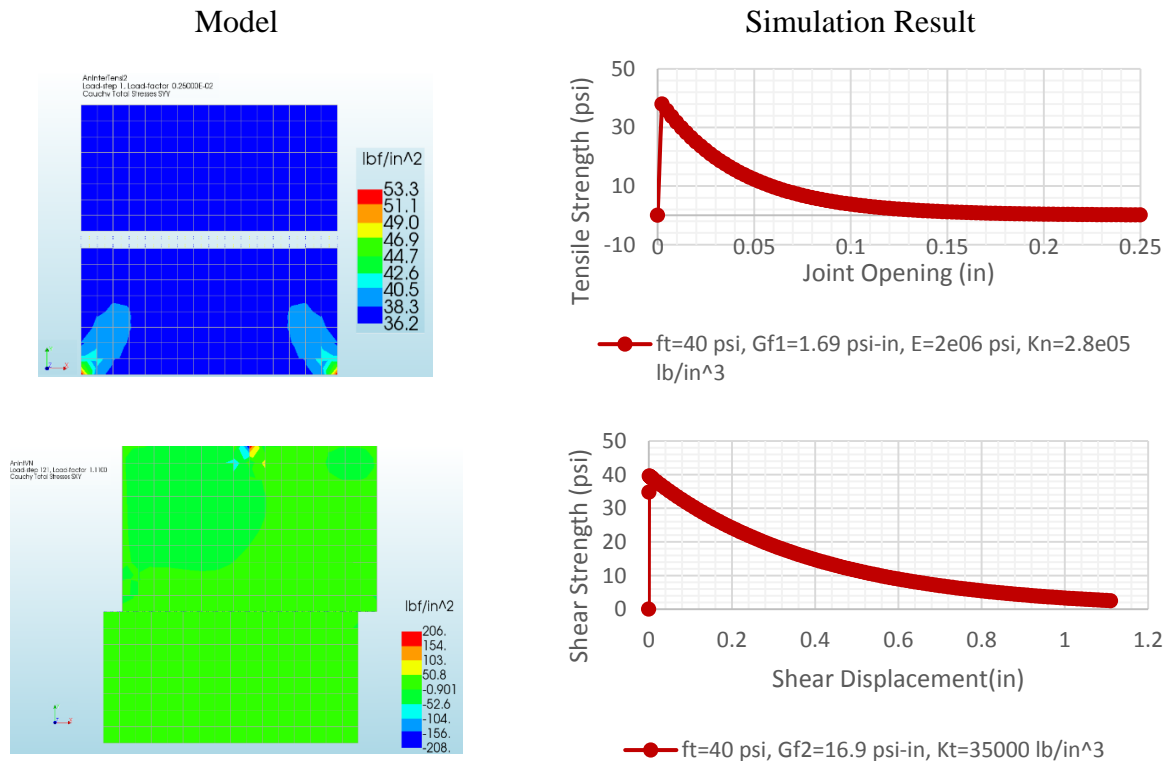 Model
Simulation Result
AnInterTensi2
Load-step 1, Load-factor 0.25000E-02
Cauchy Total Stresses SYY
lbf/in^2
53.3
51.1
49.0
46.9
44.7
42.6
40.5
38.3
36.2
Tensile Strength (psi)
50
30
10
-10
0
0.05
0.1
0.15
0.2
0.25
Joint Opening (in)
ft=40 psi, Gf1=1.69 psi-in, E=2e06 psi, Kn=2.8e05
lb/in^3
Load-step 121, Load-factor 1.1100
Cauchy Total Stresses SXY
lbf/in^2
206.
154.
103.
50.8
-0.901
-52.6
-104.
-156.
-208.
Shear Strength (psi)
50
40
30
20
10
0
0
0.2
0.4
0.6
0.8
1
1.2
Shear Displacement(in)
ft=40 psi, Gf2=16.9 psi-in, Kt=35000 lb/in^3